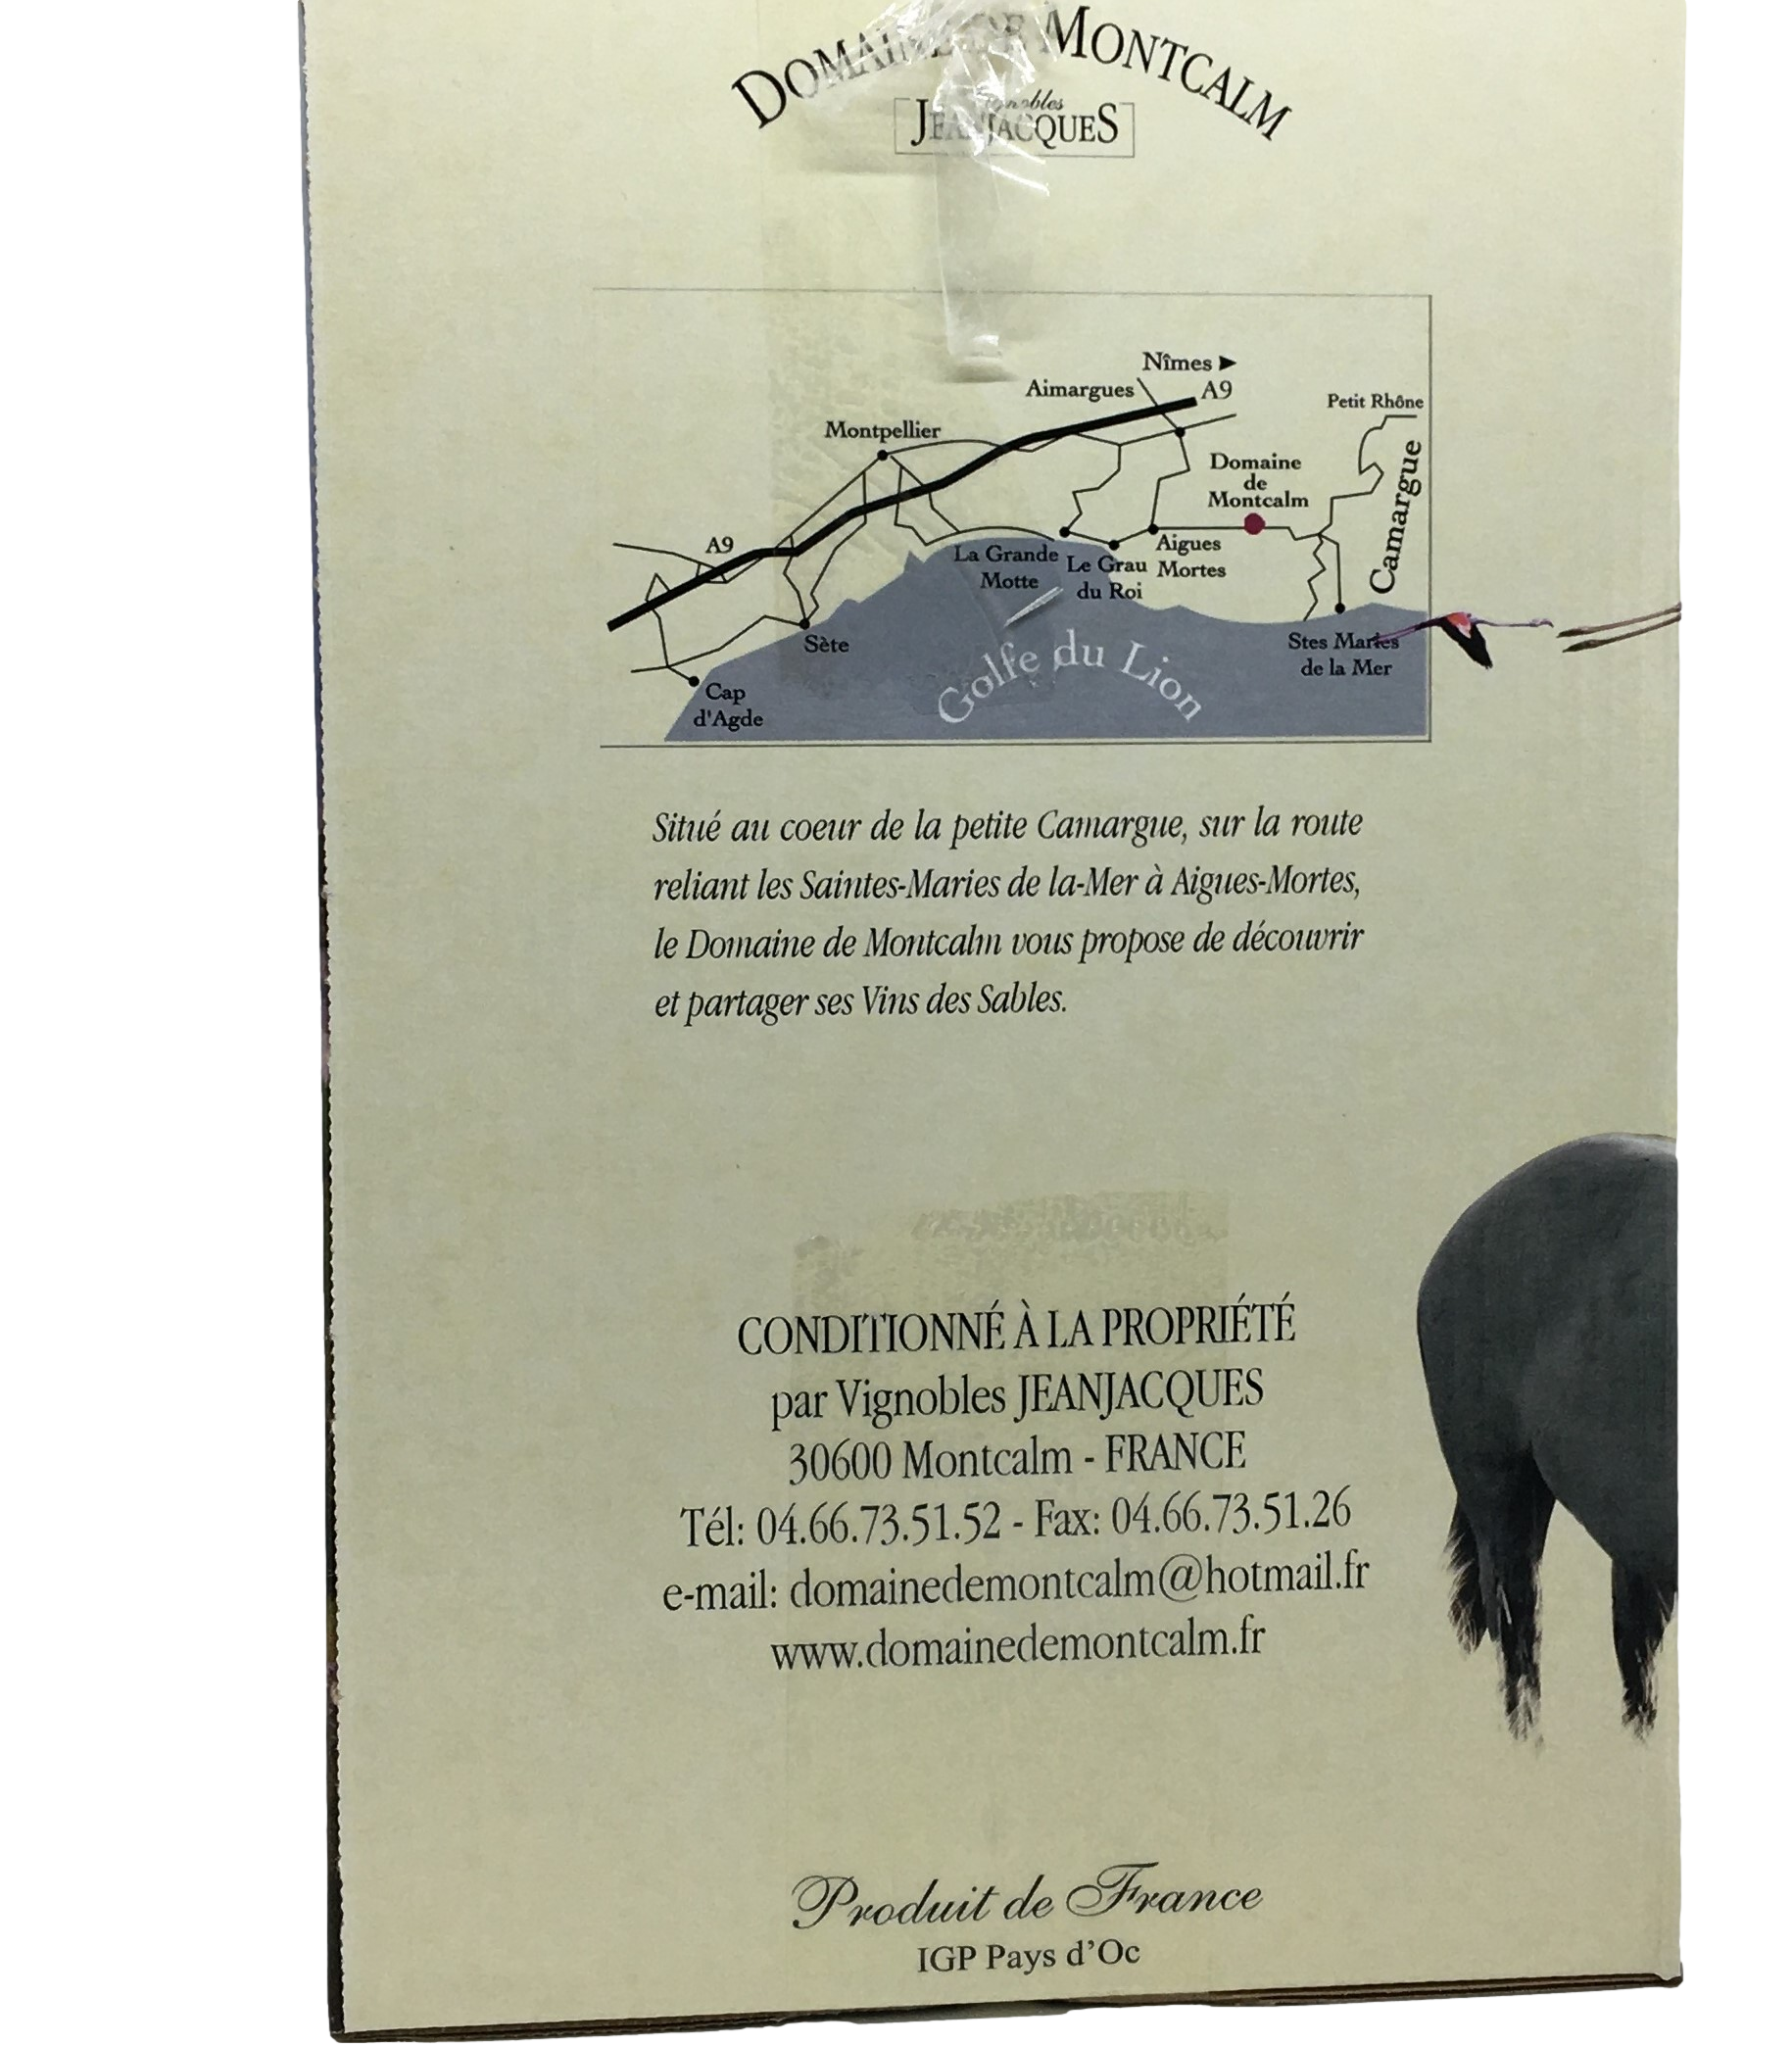 DOMAINE DE MONTCALM
Vignobles
JEANJACQUES
Nîmes
Aimargues
A9
Petit Rhône
Montpellier
Camargue
Domaine
de
Montcalm
A9
La Grande
Motte
Le Grau
du Roi
Aigues
Mortes
Sète
Golfe du Lion
Stes Maries
de la Mer
Cap
d'Agde
Situé au coeur de la petite Camargue, sur la route
reliant les Saintes-Maries de la-Mer à Aigues-Mortes,
le Domaine de Montcalm vous propose de découvrir
et partager ses Vins des Sables.
CONDITIONNÉ À LA PROPRIÉTÉ
par Vignobles JEANJACQUES
30600 Montcalm - FRANCE
Tél: 04.66.73.51.52 - Fax: 04.66.73.51.26
e-mail: domainedemontcalm@hotmail.fr
www.domainedemontcalm.fr
Produit de France
IGP Pays d'Oc